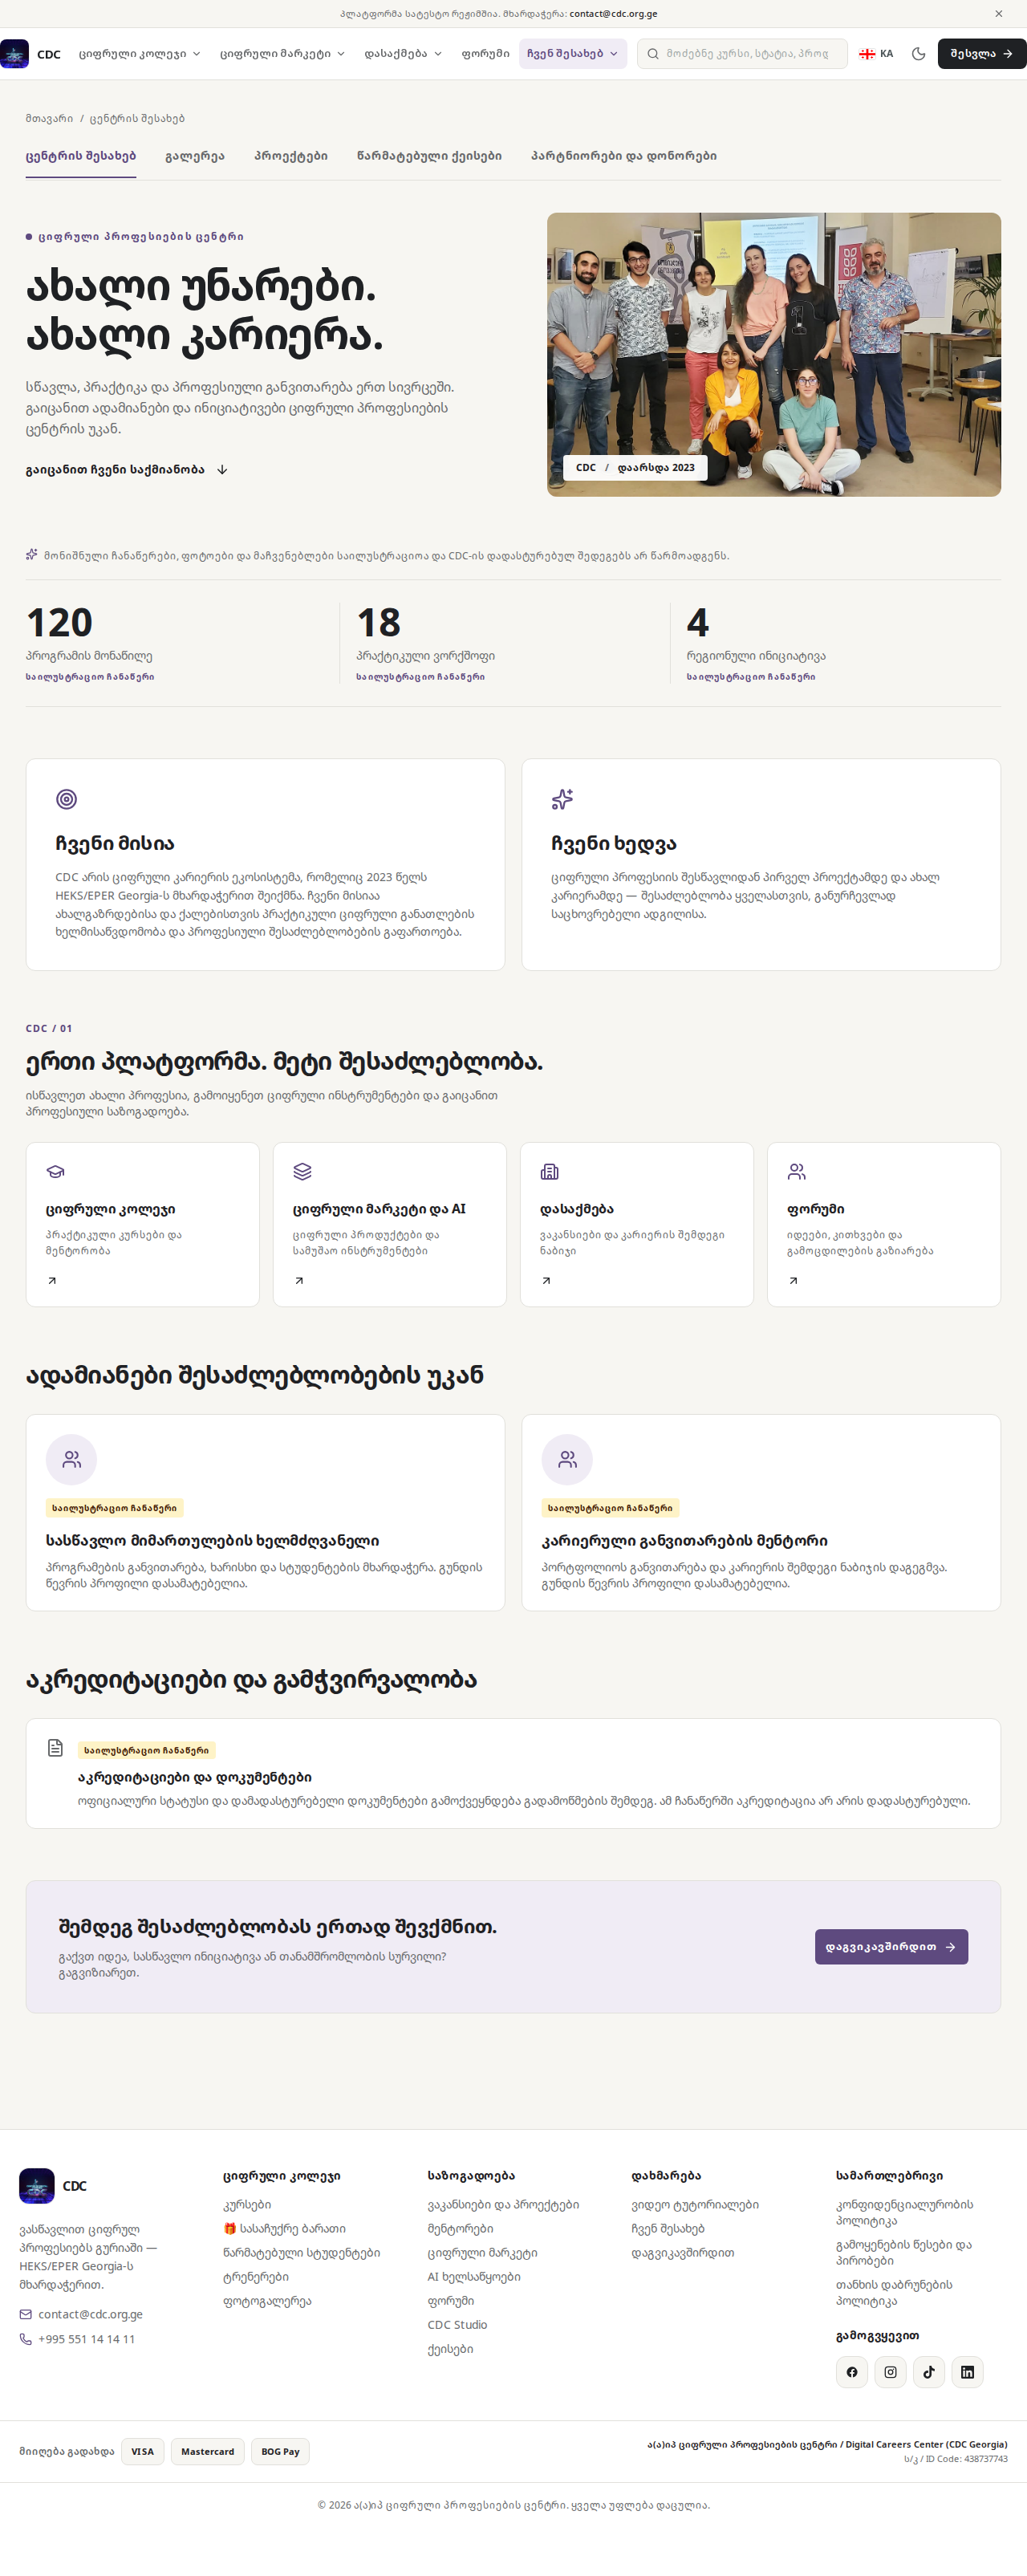 პლატფორმა სატესტო რეჟიმშია. მხარდაჭერა: contact@cdc.org.ge
CDC
ციფრული კოლეჯი
ციფრული მარკეტი
დასაქმება
ფორუმი
ჩვენ შესახებ
მოძებნე კურსი, სტატია, პროდ
KA
შესვლა
მთავარი / ცენტრის შესახებ
ცენტრის შესახებ
გალერეა
პროექტები
წარმატებული ქეისები
პარტნიორები და დონორები
ციფრული პროფესიების ცენტრი
ახალი უნარები.
ახალი კარიერა.
სწავლა, პრაქტიკა და პროფესიული განვითარება ერთ სივრცეში.
გაიცანით ადამიანები და ინიციატივები ციფრული პროფესიების
ცენტრის უკან.
გაიცანით ჩვენი საქმიანობა
CDC / დაარსდა 2023
მონიშნული ჩანაწერები, ფოტოები და მაჩვენებლები საილუსტრაციოა და CDC-ის დადასტურებულ შედეგებს არ წარმოადგენს.
120
პროგრამის მონაწილე
საილუსტრაციო ჩანაწერი
18
პრაქტიკული ვორქშოფი
საილუსტრაციო ჩანაწერი
4
რეგიონული ინიციატივა
საილუსტრაციო ჩანაწერი
ჩვენი მისია
CDC არის ციფრული კარიერის ეკოსისტემა, რომელიც 2023 წელს
HEKS/EPER Georgia-ს მხარდაჭერით შეიქმნა. ჩვენი მისიაა
ახალგაზრდებისა და ქალებისთვის პრაქტიკული ციფრული განათლების
ხელმისაწვდომობა და პროფესიული შესაძლებლობების გაფართოება.
ჩვენი ხედვა
ციფრული პროფესიის შესწავლიდან პირველ პროექტამდე და ახალ
კარიერამდე — შესაძლებლობა ყველასთვის, განურჩევლად
საცხოვრებელი ადგილისა.
CDC / 01
ერთი პლატფორმა. მეტი შესაძლებლობა.
ისწავლეთ ახალი პროფესია, გამოიყენეთ ციფრული ინსტრუმენტები და გაიცანით
პროფესიული საზოგადოება.
ციფრული კოლეჯი
პრაქტიკული კურსები და
მენტორობა
ციფრული მარკეტი და AI
ციფრული პროდუქტები და
სამუშაო ინსტრუმენტები
დასაქმება
ვაკანსიები და კარიერის შემდეგი
ნაბიჯი
ფორუმი
იდეები, კითხვები და
გამოცდილების გაზიარება
ადამიანები შესაძლებლობების უკან
საილუსტრაციო ჩანაწერი
სასწავლო მიმართულების ხელმძღვანელი
პროგრამების განვითარება, ხარისხი და სტუდენტების მხარდაჭერა. გუნდის
წევრის პროფილი დასამატებელია.
საილუსტრაციო ჩანაწერი
კარიერული განვითარების მენტორი
პორტფოლიოს განვითარება და კარიერის შემდეგი ნაბიჯის დაგეგმვა.
გუნდის წევრის პროფილი დასამატებელია.
აკრედიტაციები და გამჭვირვალობა
საილუსტრაციო ჩანაწერი
აკრედიტაციები და დოკუმენტები
ოფიციალური სტატუსი და დამადასტურებელი დოკუმენტები გამოქვეყნდება გადამოწმების შემდეგ. ამ ჩანაწერში აკრედიტაცია არ არის დადასტურებული.
შემდეგ შესაძლებლობას ერთად შევქმნით.
გაქვთ იდეა, სასწავლო ინიციატივა ან თანამშრომლობის სურვილი?
გაგვიზიარეთ.
დაგვიკავშირდით
CDC
ვასწავლით ციფრულ
პროფესიებს გურიაში —
HEKS/EPER Georgia-ს
მხარდაჭერით.
contact@cdc.org.ge
+995 551 14 14 11
ციფრული კოლეჯი
კურსები
🎁 სასაჩუქრე ბარათი
წარმატებული სტუდენტები
ტრენერები
ფოტოგალერეა
საზოგადოება
ვაკანსიები და პროექტები
მენტორები
ციფრული მარკეტი
AI ხელსაწყოები
ფორუმი
CDC Studio
ქეისები
დახმარება
ვიდეო ტუტორიალები
ჩვენ შესახებ
დაგვიკავშირდით
სამართლებრივი
კონფიდენციალურობის
პოლიტიკა
გამოყენების წესები და
პირობები
თანხის დაბრუნების
პოლიტიკა
გამოგვყევით
მიიღება გადახდა
VISA
Mastercard
BOG Pay
ა(ა)იპ ციფრული პროფესიების ცენტრი / Digital Careers Center (CDC Georgia)
ს/კ / ID Code: 438737743
© 2026 ა(ა)იპ ციფრული პროფესიების ცენტრი. ყველა უფლება დაცულია.